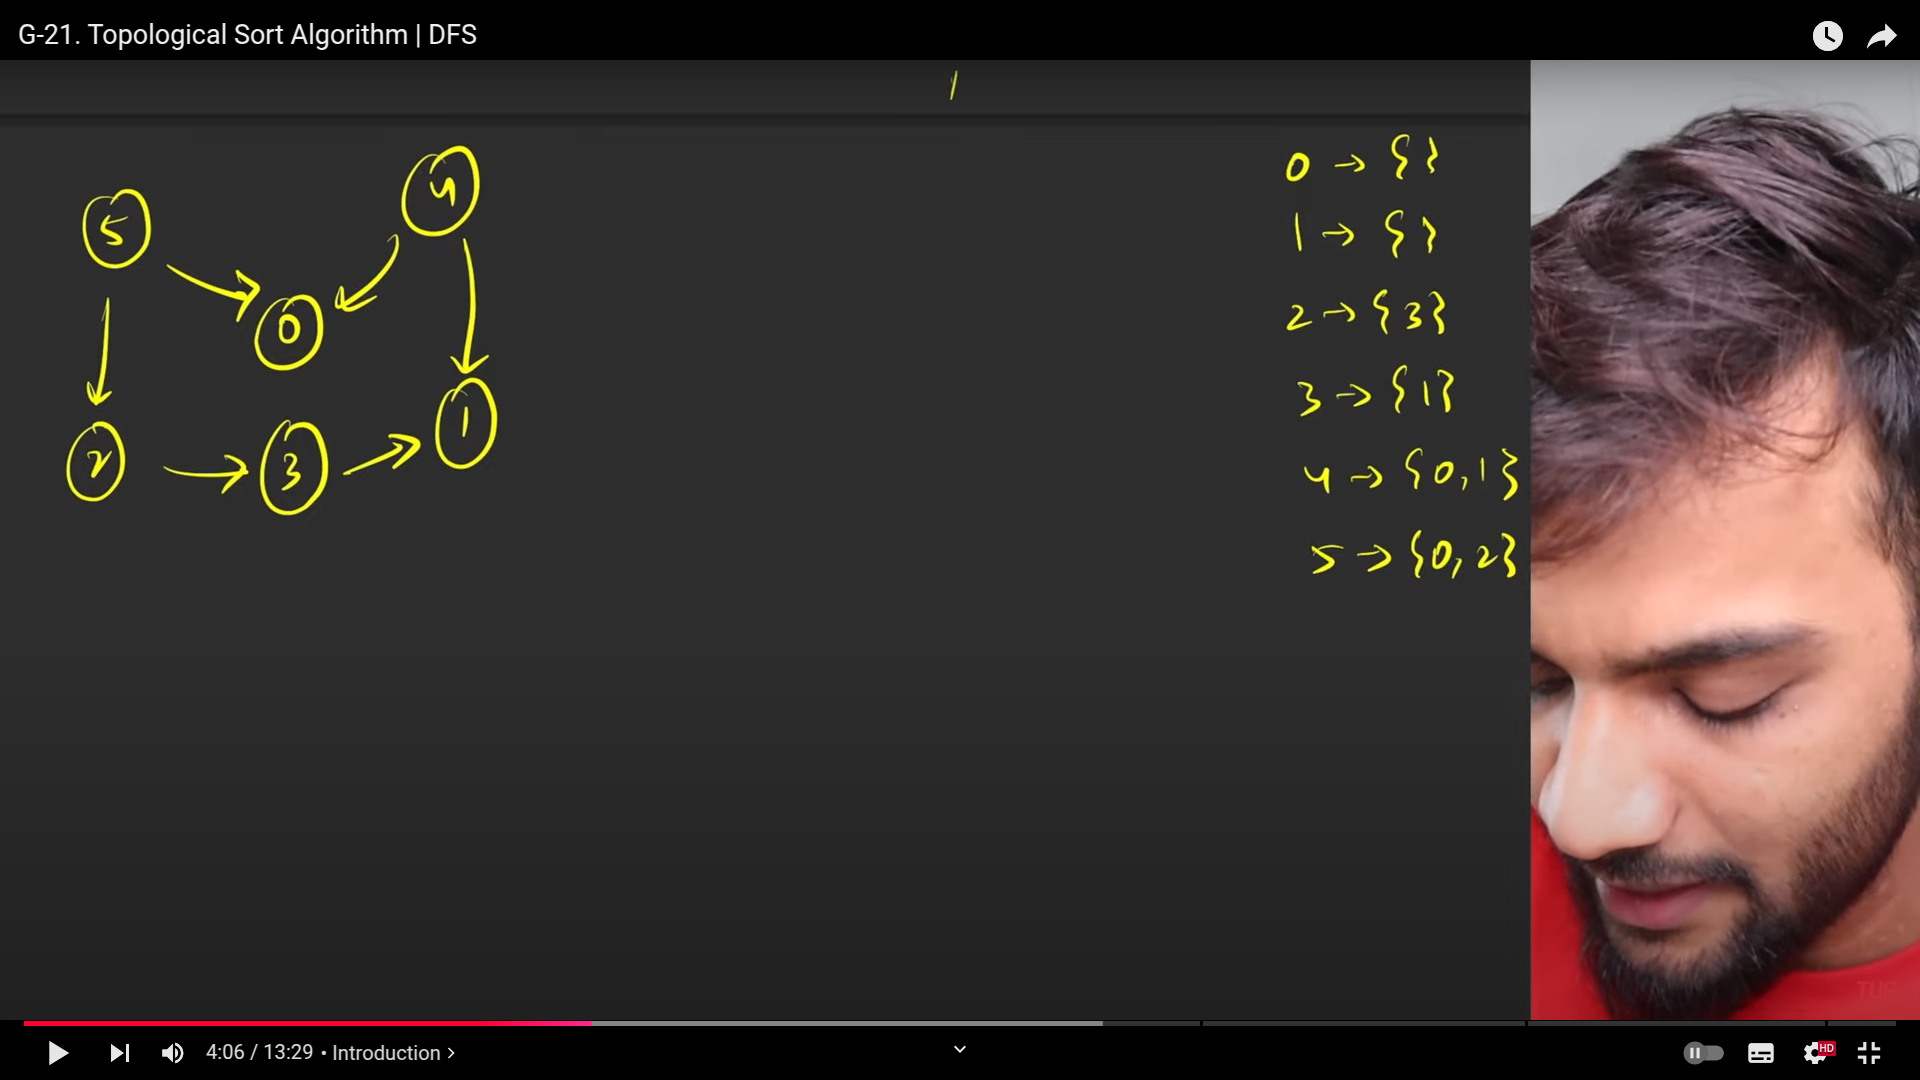 G-21. Topological Sort Algorithm | DFS
5
4
0
2
3
1
0 → { }
1 → { }
2 → {3}
3 → {1}
4 → {0,1}
5 → {0,2}
4:06 / 13:29 • Introduction >
HD